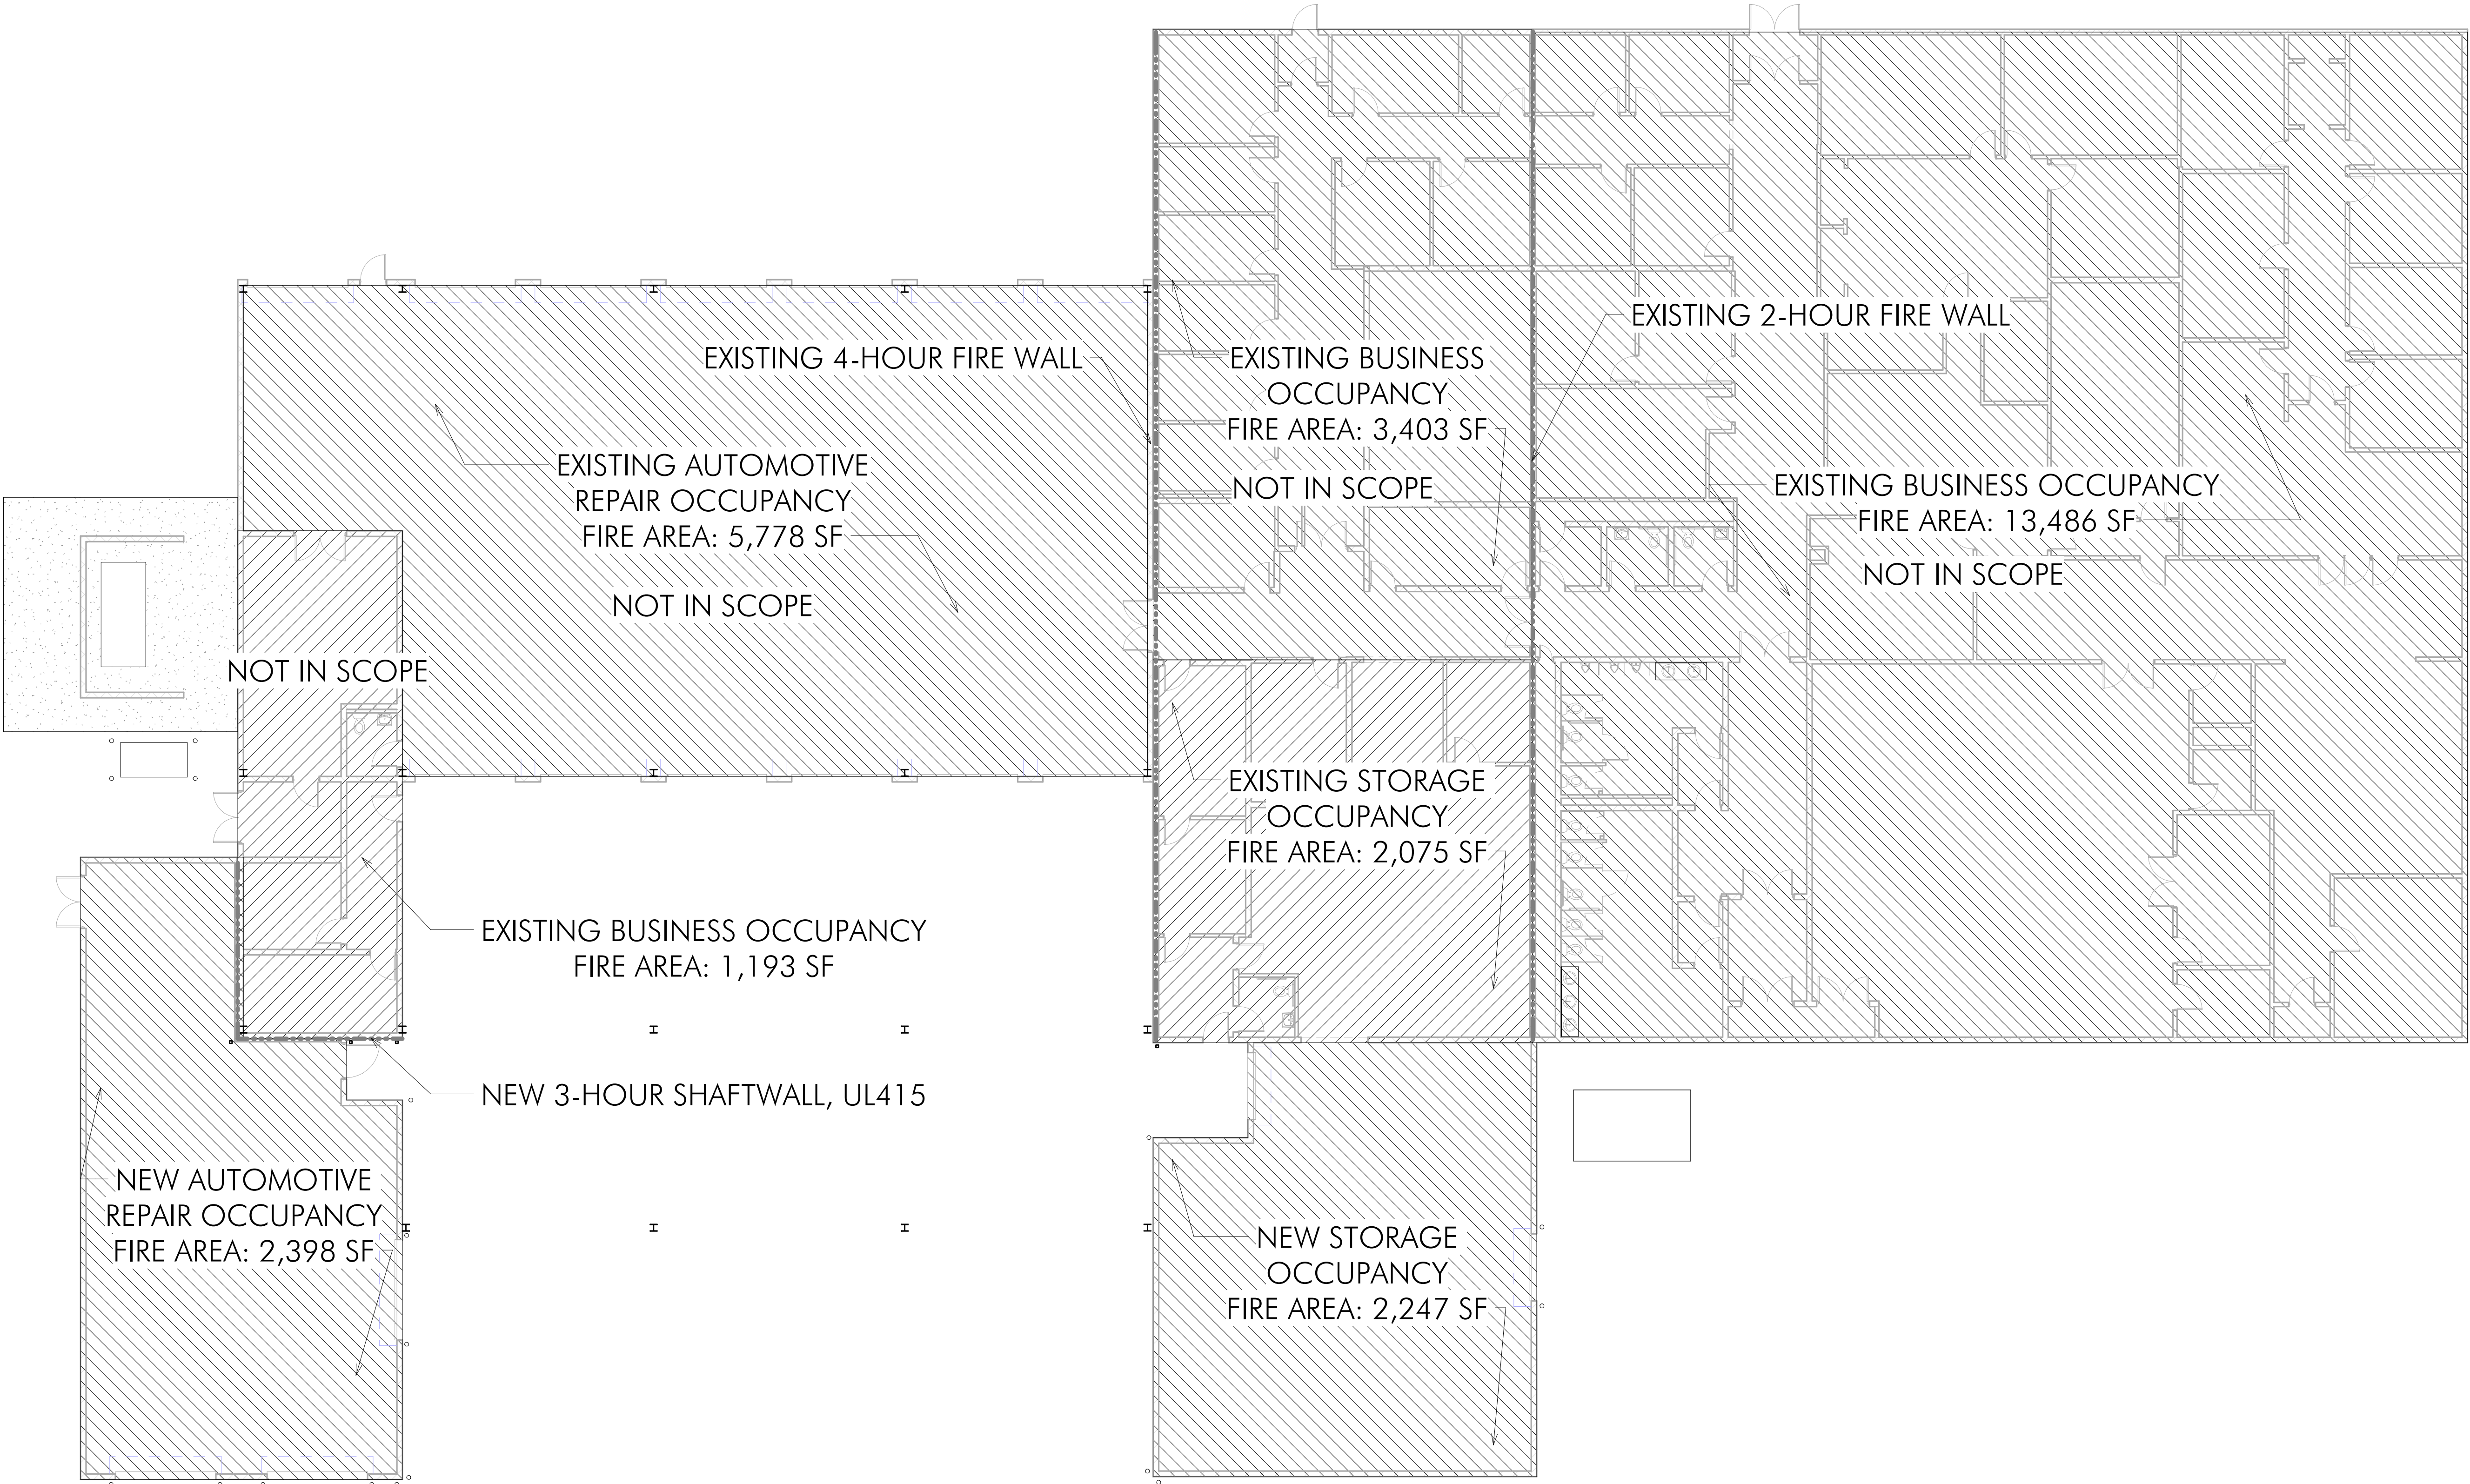 EXISTING 2-HOUR FIRE WALL
EXISTING 4-HOUR FIRE WALL
EXISTING BUSINESS
OCCUPANCY
FIRE AREA: 3,403 SF
NOT IN SCOPE
EXISTING AUTOMOTIVE
REPAIR OCCUPANCY
FIRE AREA: 5,778 SF
NOT IN SCOPE
EXISTING BUSINESS OCCUPANCY
FIRE AREA: 13,486 SF
NOT IN SCOPE
NOT IN SCOPE
EXISTING STORAGE
OCCUPANCY
FIRE AREA: 2,075 SF
EXISTING BUSINESS OCCUPANCY
FIRE AREA: 1,193 SF
NEW 3-HOUR SHAFTWALL, UL415
NEW AUTOMOTIVE
REPAIR OCCUPANCY
FIRE AREA: 2,398 SF
NEW STORAGE
OCCUPANCY
FIRE AREA: 2,247 SF